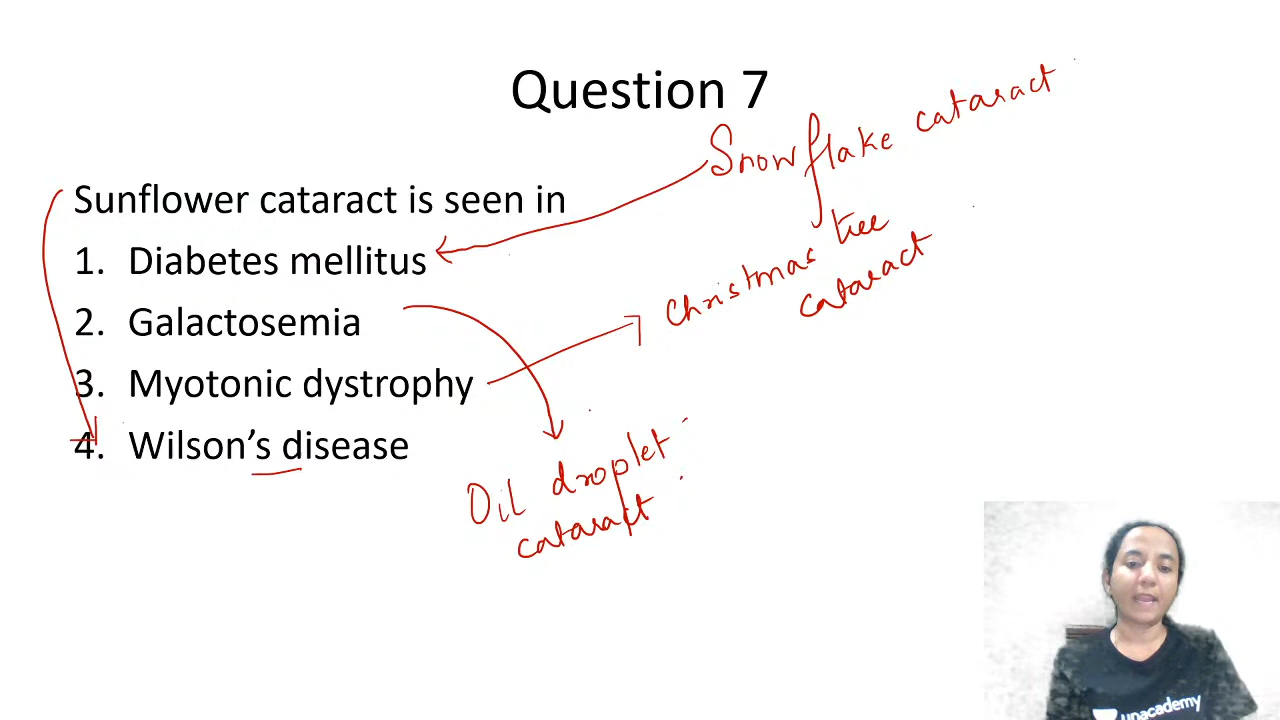 Question 7
Snowflake cataract
Sunflower cataract is seen in
1. Diabetes mellitus
Christmas tree
cataract
2. Galactosemia
3. Myotonic dystrophy
4. Wilson's disease
Oil droplet
cataract
unacademy